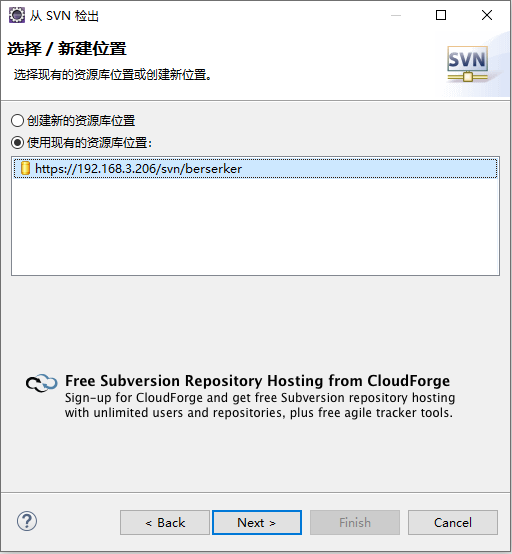 从 SVN 检出
选择 / 新建位置
选择现有的资源库位置或创建新位置。
SVN
创建新的资源库位置
使用现有的资源库位置：
https://192.168.3.206/svn/berserker
Free Subversion Repository Hosting from CloudForge
Sign-up for CloudForge and get free Subversion repository hosting
with unlimited users and repositories, plus free agile tracker tools.
?
< Back
Next >
Finish
Cancel